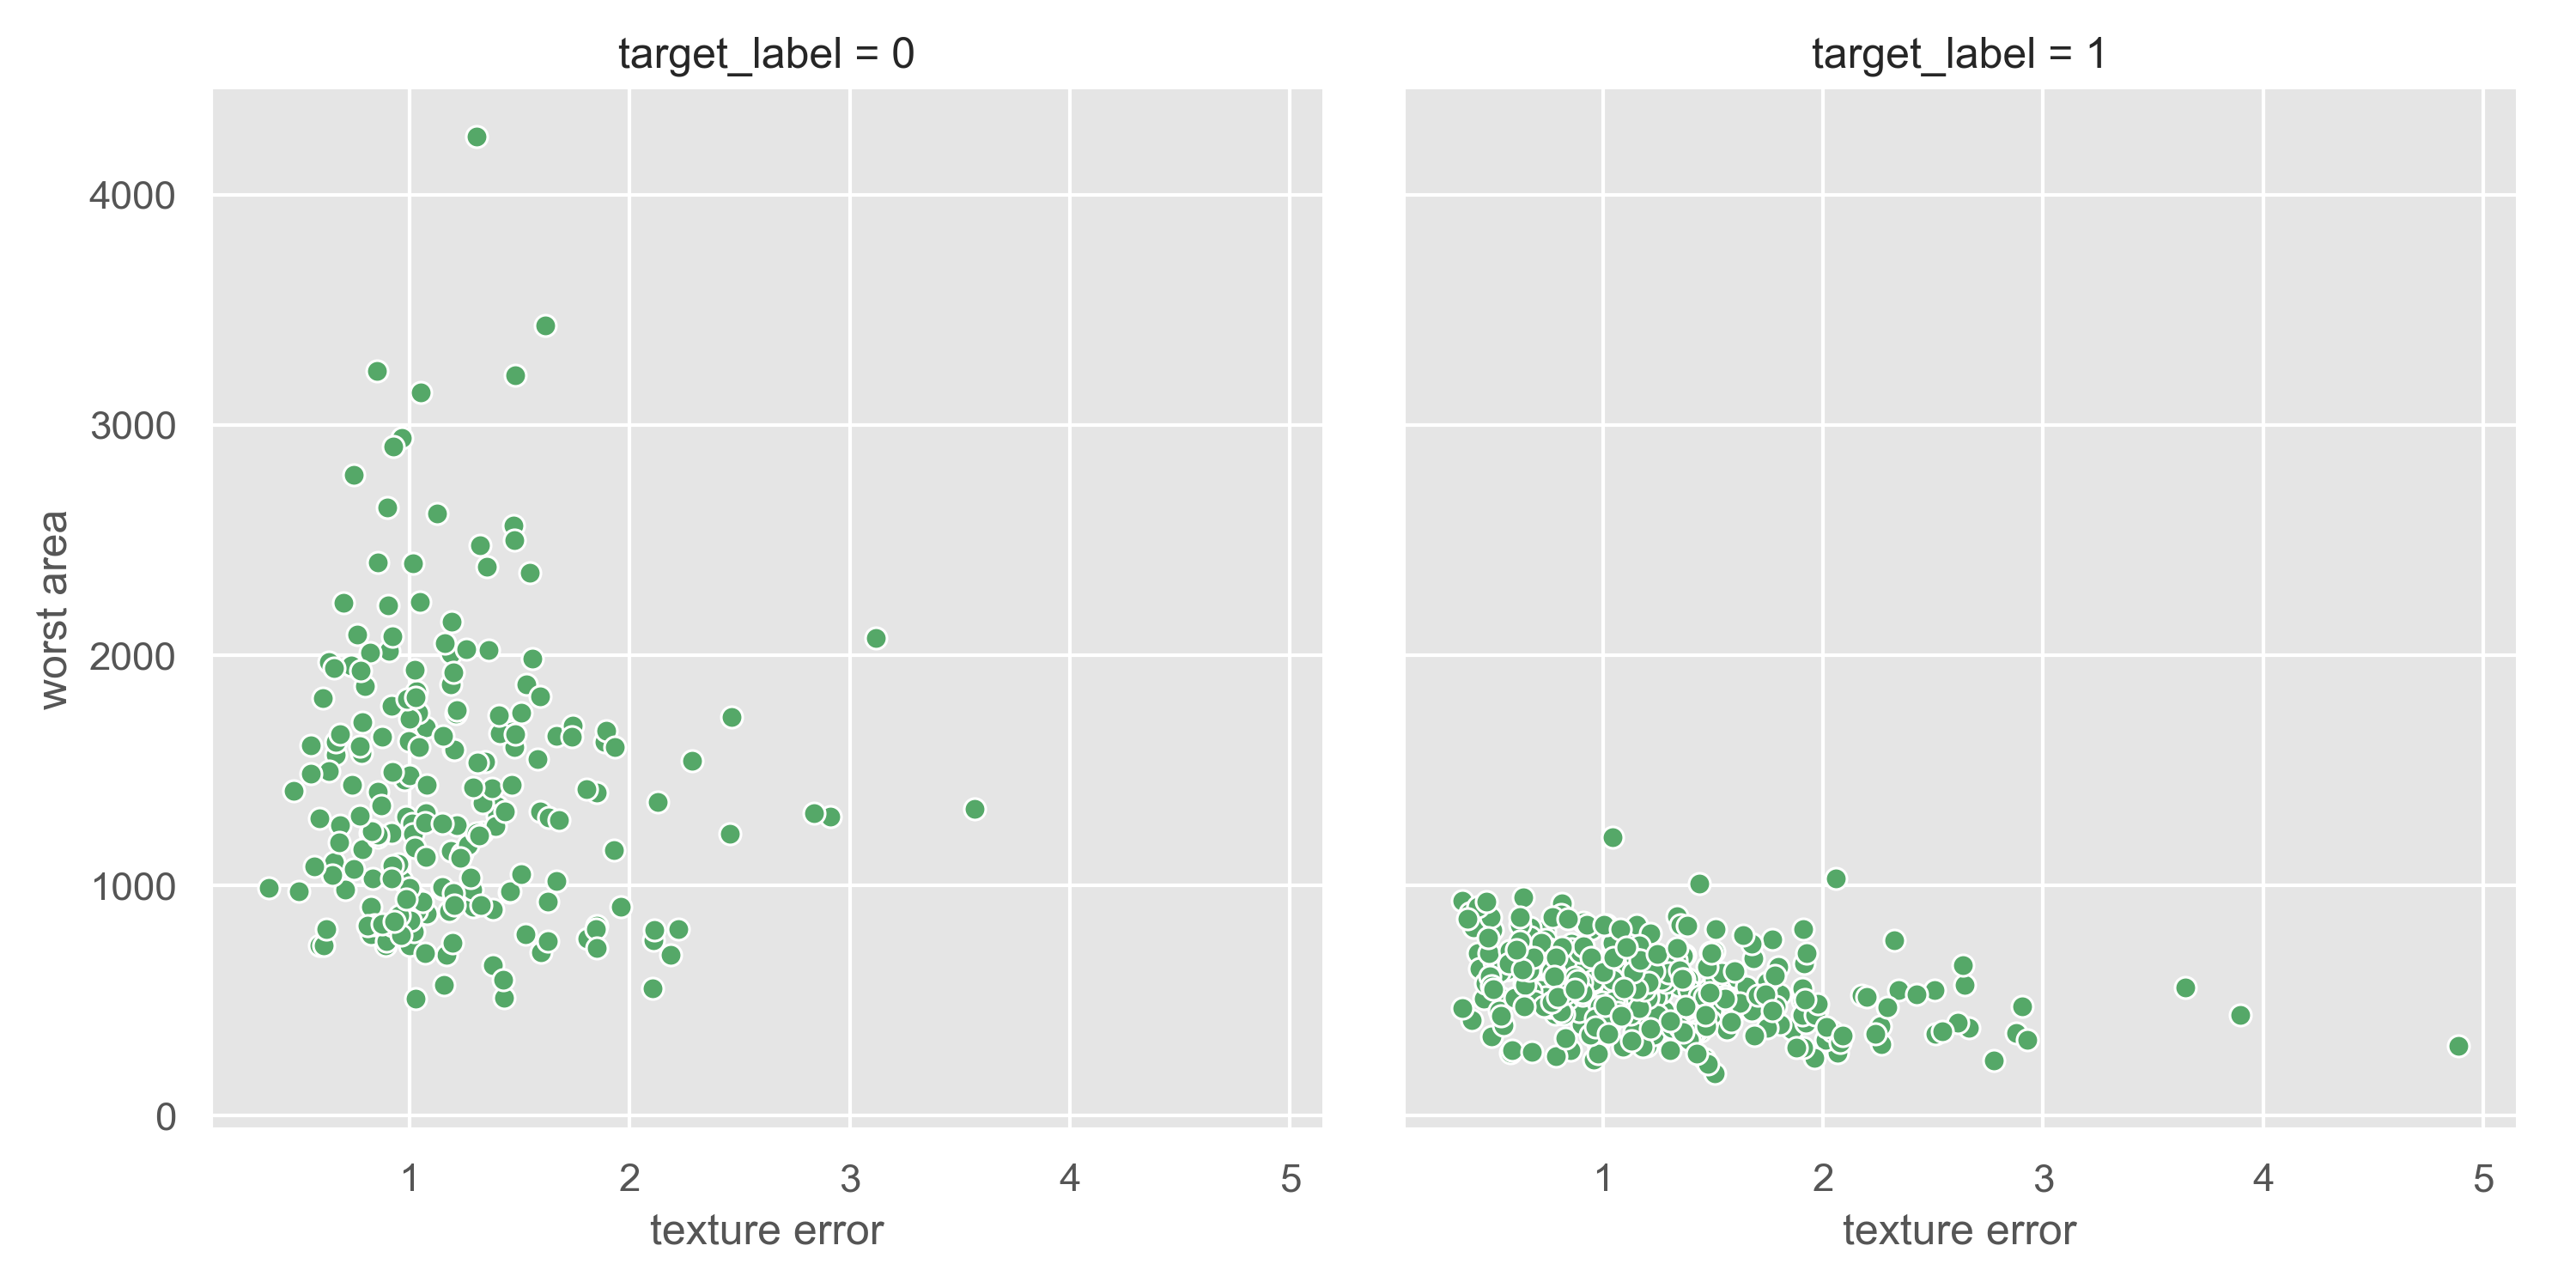 target_label = 0
target_label = 1
worst area
4000
3000
2000
1000
0
1 2 3 4 5
1 2 3 4 5
texture error
texture error